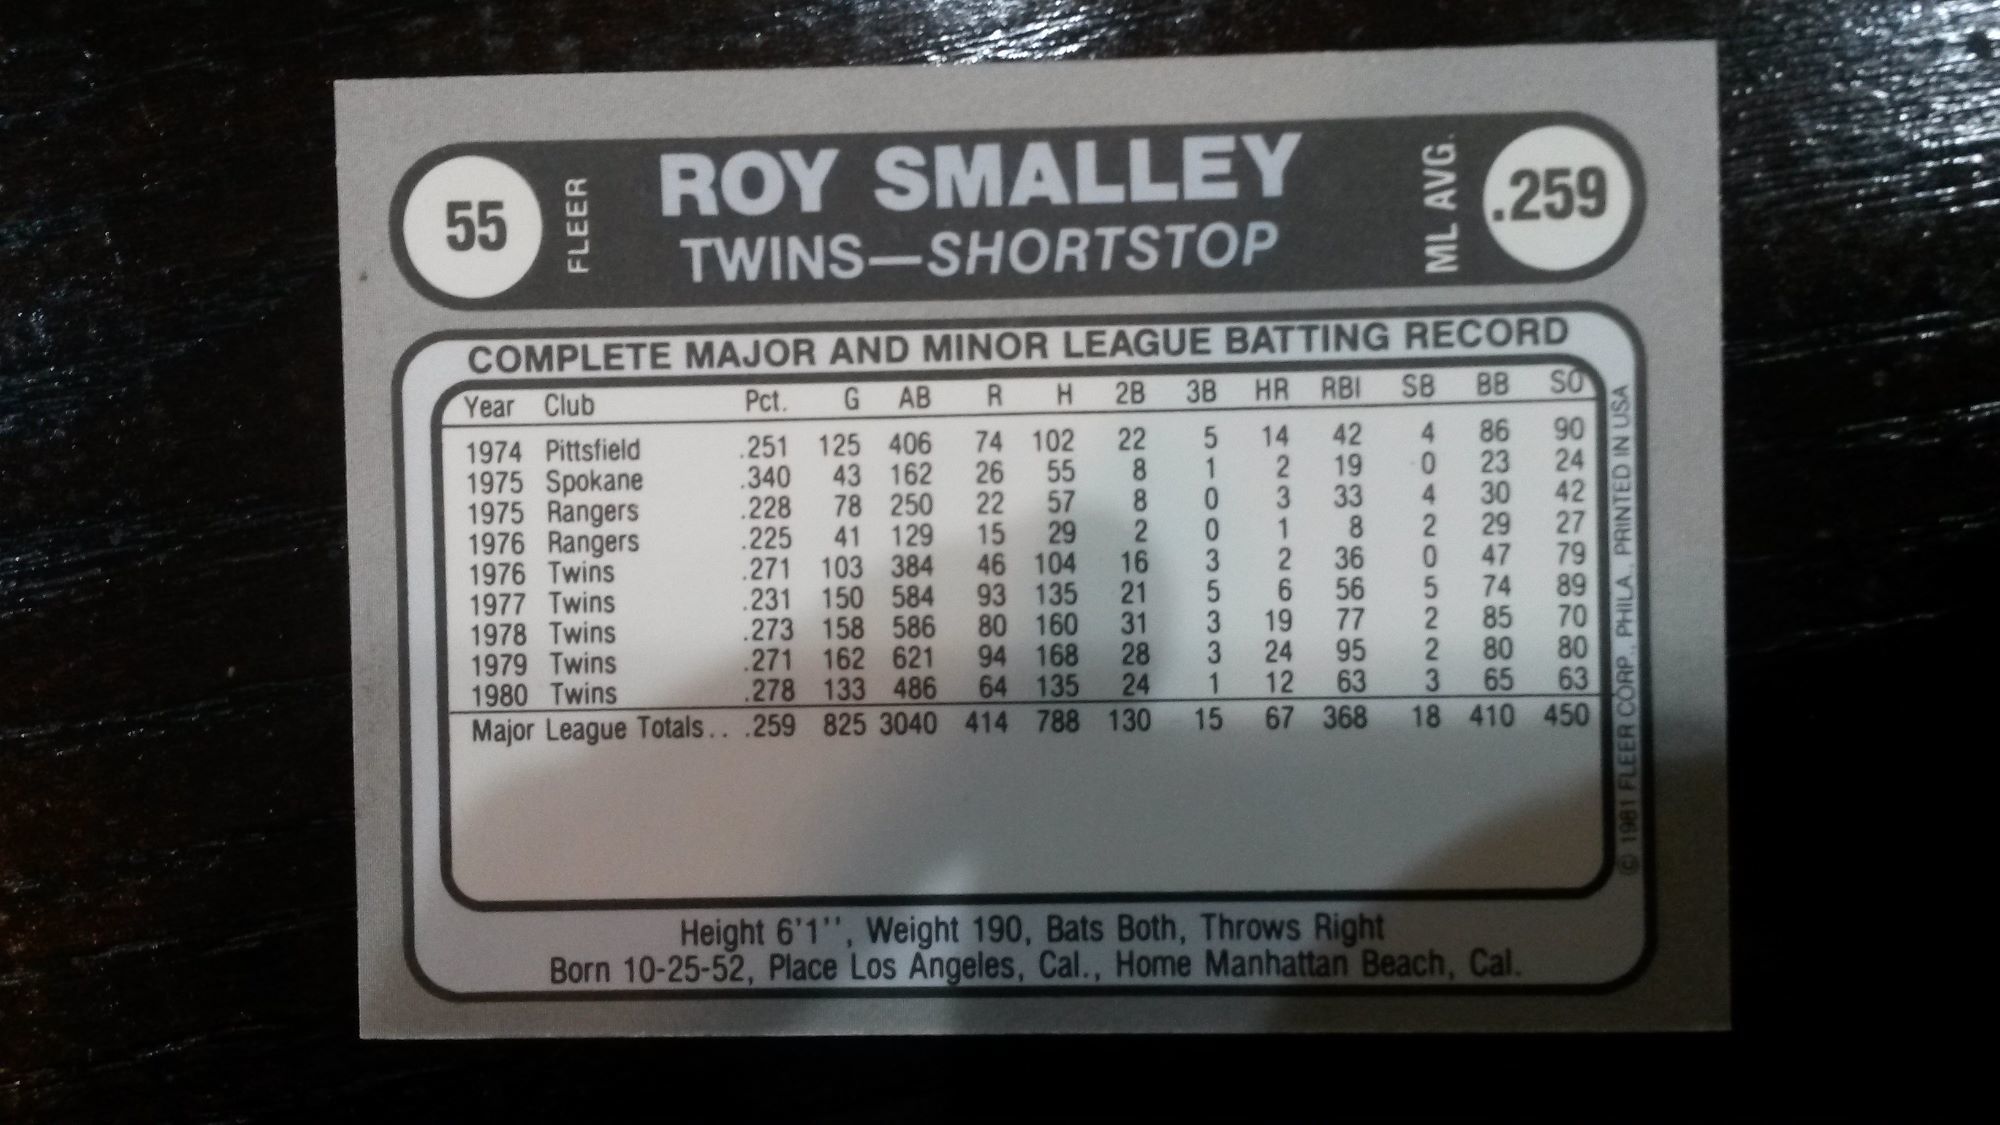 55 FLEER ROY SMALLEY ML AVG. .259
TWINS—SHORTSTOP
COMPLETE MAJOR AND MINOR LEAGUE BATTING RECORD
Year Club Pct. G AB R H 2B 3B HR RBI SB BB SO
1974 Pittsfield .251 125 406 74 102 22 5 14 42 4 86 90
1975 Spokane .340 43 162 26 55 8 1 2 19 0 23 24
1975 Rangers .228 78 250 22 57 8 0 3 33 4 30 42
1976 Rangers .225 41 129 15 29 2 0 1 8 2 29 27
1976 Twins .271 103 384 46 104 16 3 2 36 0 47 79
1977 Twins .231 150 584 93 135 21 5 6 56 5 74 89
1978 Twins .273 158 586 80 160 31 3 19 77 2 85 70
1979 Twins .271 162 621 94 168 28 3 24 95 2 80 80
1980 Twins .278 133 486 64 135 24 1 12 63 3 65 63
Major League Totals.. .259 825 3040 414 788 130 15 67 368 18 410 450
Height 6'1'', Weight 190, Bats Both, Throws Right
Born 10-25-52, Place Los Angeles, Cal., Home Manhattan Beach, Cal.
© 1981 FLEER CORP., PHILA., PRINTED IN USA